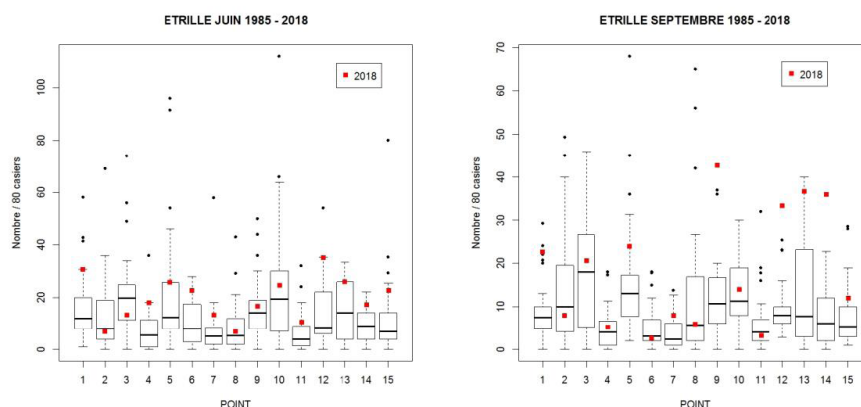 ETRILLE JUIN 1985 - 2018
Nombre / 80 casiers
100
80
60
40
20
0
2018
1 2 3 4 5 6 7 8 9 10 11 12 13 14 15
POINT
ETRILLE SEPTEMBRE 1985 - 2018
Nombre / 80 casiers
70
60
50
40
30
20
10
0
2018
1 2 3 4 5 6 7 8 9 10 11 12 13 14 15
POINT